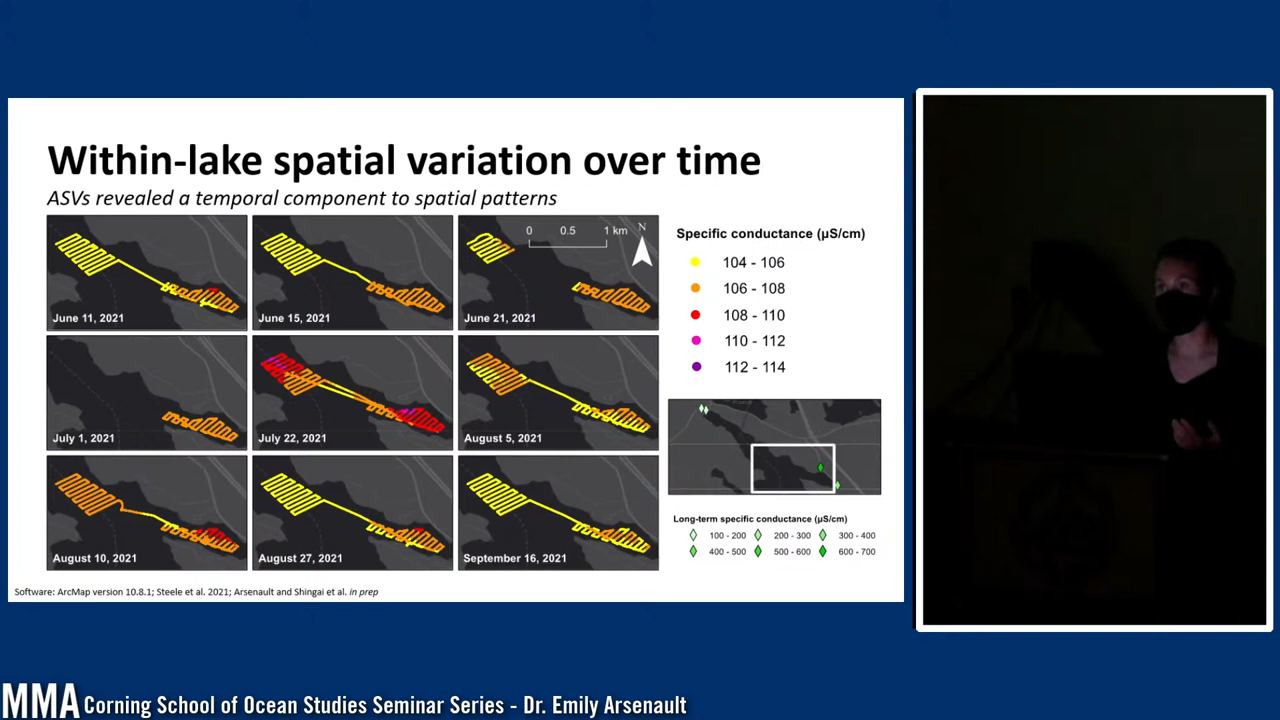 Within-lake spatial variation over time
ASVs revealed a temporal component to spatial patterns
June 11, 2021
June 15, 2021
0 0.5 1 km N
June 21, 2021
July 1, 2021
July 22, 2021
August 5, 2021
August 10, 2021
August 27, 2021
September 16, 2021
Specific conductance (µS/cm)
104 - 106
106 - 108
108 - 110
110 - 112
112 - 114
Long-term specific conductance (µS/cm)
100 - 200 200 - 300 300 - 400
400 - 500 500 - 600 600 - 700
Software: ArcMap version 10.8.1; Steele et al. 2021; Arsenault and Shingai et al. in prep
MMA Corning School of Ocean Studies Seminar Series - Dr. Emily Arsenault